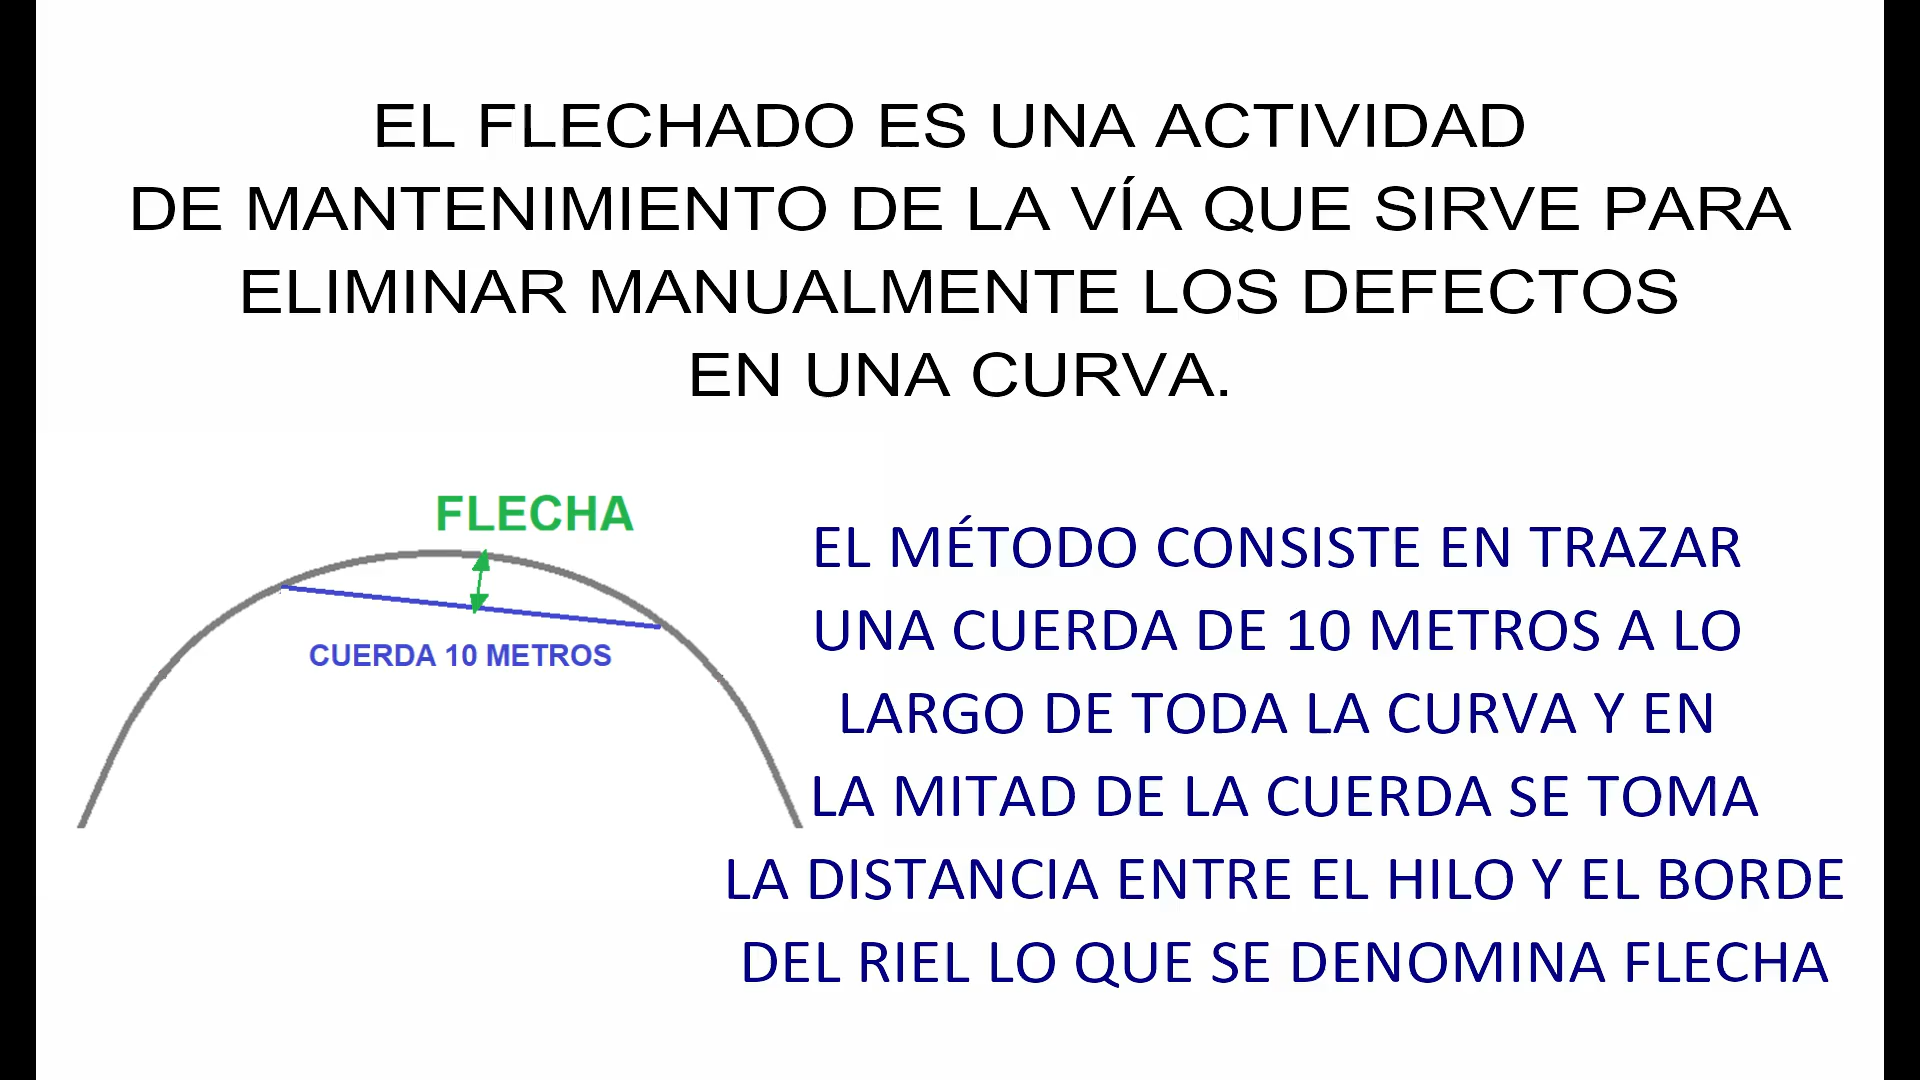 EL FLECHADO ES UNA ACTIVIDAD
DE MANTENIMIENTO DE LA VÍA QUE SIRVE PARA
ELIMINAR MANUALMENTE LOS DEFECTOS
EN UNA CURVA.
FLECHA
CUERDA 10 METROS
EL MÉTODO CONSISTE EN TRAZAR
UNA CUERDA DE 10 METROS A LO
LARGO DE TODA LA CURVA Y EN
LA MITAD DE LA CUERDA SE TOMA
LA DISTANCIA ENTRE EL HILO Y EL BORDE
DEL RIEL LO QUE SE DENOMINA FLECHA